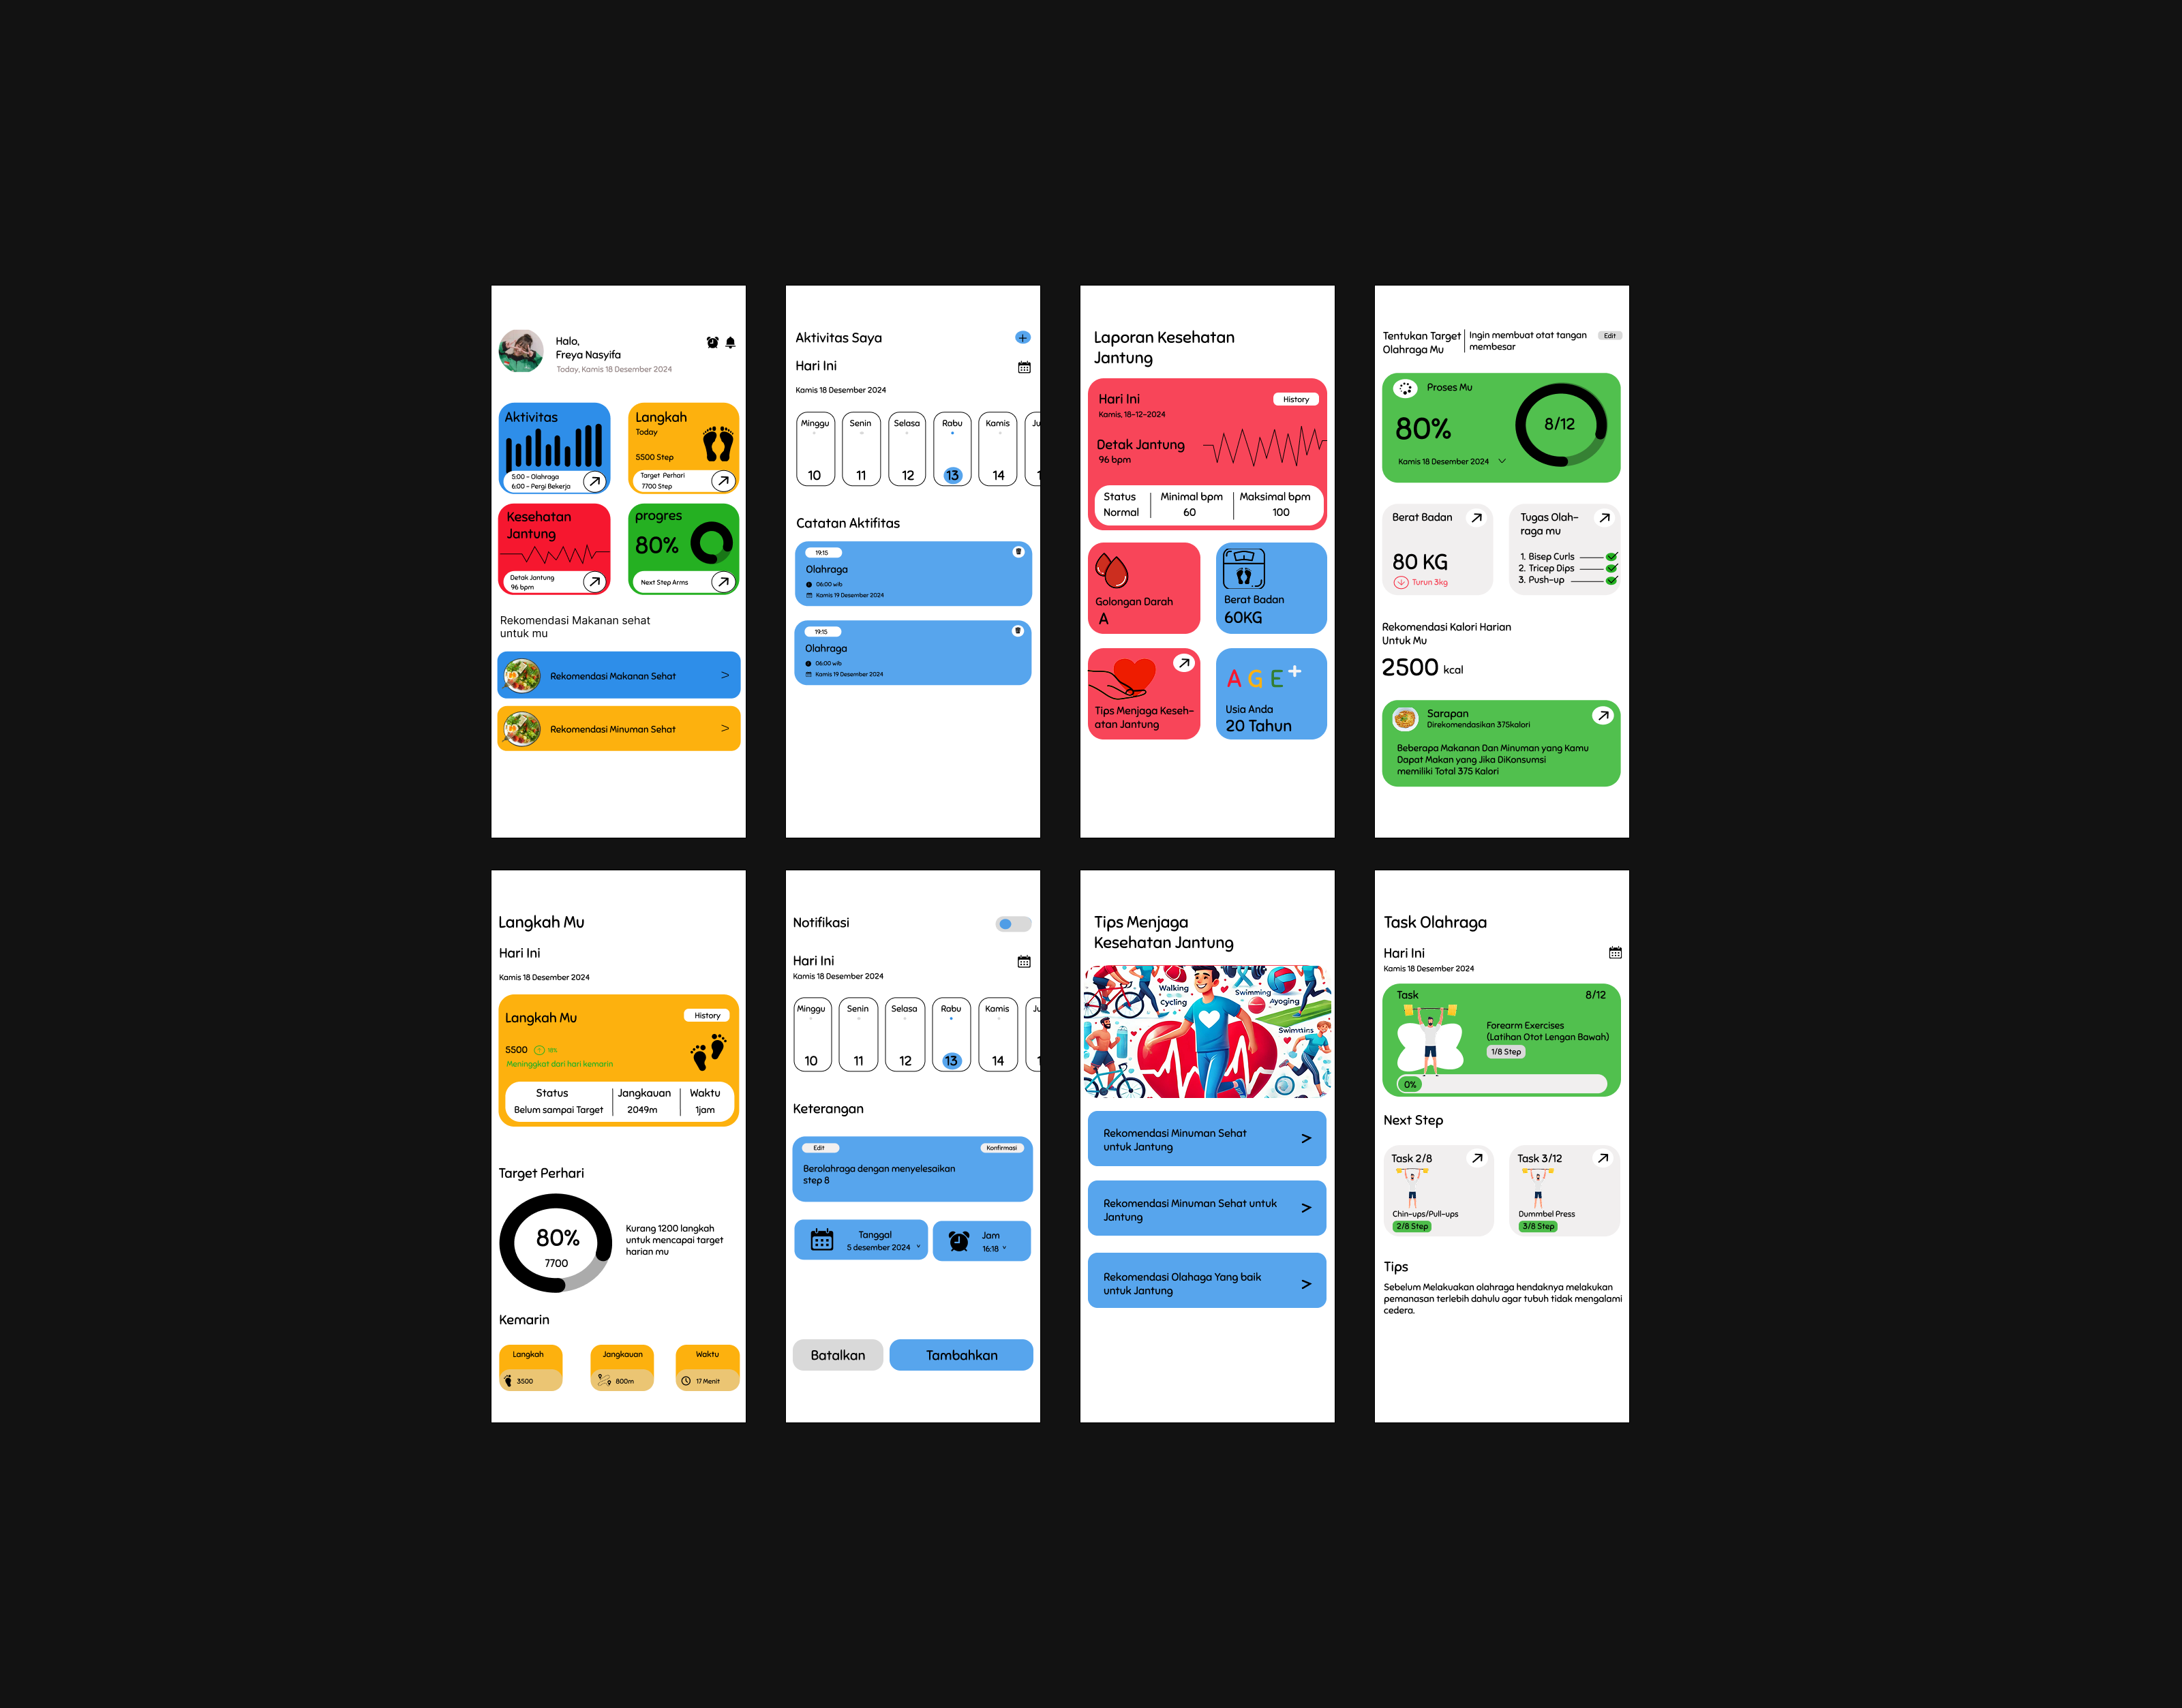 Halo,
Freya Nasyifa
Today, Kamis 18 Desember 2024
Aktivitas
5:00 - Olahraga
6:00 - Pergi Bekerja
Langkah
Today
5500 Step
Target Perhari
7700 Step
Kesehatan
Jantung
Detak Jantung
96 bpm
progres
80%
Next Step Arms
Rekomendasi Makanan sehat
untuk mu
Rekomendasi Makanan Sehat >
Rekomendasi Minuman Sehat >
Aktivitas Saya
Hari Ini
Kamis 18 Desember 2024
Minggu Senin Selasa Rabu Kamis Ju
10 11 12 13 14 1
Catatan Aktifitas
19:15
Olahraga
06:00 wib
Kamis 19 Desember 2024
19:15
Olahraga
06:00 wib
Kamis 19 Desember 2024
Laporan Kesehatan
Jantung
Hari Ini
History
Kamis, 18-12-2024
Detak Jantung
96 bpm
Status Minimal bpm Maksimal bpm
Normal 60 100
Golongan Darah
A
Berat Badan
60KG
Tips Menjaga Keseh-
atan Jantung
AGE+
Usia Anda
20 Tahun
Tentukan Target
Olahraga Mu
Ingin membuat otat tangan
membesar
Edit
Proses Mu
80%
8/12
Kamis 18 Desember 2024
Berat Badan
80 KG
Turun 3kg
Tugas Olah-
raga mu
1. Bisep Curls
2. Tricep Dips
3. Push-up
Rekomendasi Kalori Harian
Untuk Mu
2500 kcal
Sarapan
Direkomendasikan 375kalori
Beberapa Makanan Dan Minuman yang Kamu
Dapat Makan yang Jika DiKonsumsi
memiliki Total 375 Kalori
Langkah Mu
Hari Ini
Kamis 18 Desember 2024
Langkah Mu
History
5500
Meninggkat dari hari kemarin
Status Jangkauan Waktu
Belum sampai Target 2049m 1jam
Target Perhari
80%
7700
Kurang 1200 langkah
untuk mencapai target
harian mu
Kemarin
Langkah
3500
Jangkauan
800m
Waktu
17 Menit
Notifikasi
Hari Ini
Kamis 18 Desember 2024
Minggu Senin Selasa Rabu Kamis Ju
10 11 12 13 14 1
Keterangan
Edit
Konfirmasi
Berolahraga dengan menyelesaikan
step 8
Tanggal
5 desember 2024
Jam
16:18
Batalkan
Tambahkan
Tips Menjaga
Kesehatan Jantung
Walking
Cycling
Swimming
Ayoging
Rekomendasi Minuman Sehat
untuk Jantung >
Rekomendasi Minuman Sehat untuk
Jantung >
Rekomendasi Olahaga Yang baik
untuk Jantung >
Task Olahraga
Hari Ini
Kamis 18 Desember 2024
Task 8/12
Forearm Exercises
(Latihan Otot Lengan Bawah)
1/8 Step
0%
Next Step
Task 2/8
Chin-ups/Pull-ups
2/8 Step
Task 3/12
Dummbel Press
3/8 Step
Tips
Sebelum Melakuakan olahraga hendaknya melakukan
pemanasan terlebih dahulu agar tubuh tidak mengalami
cedera.